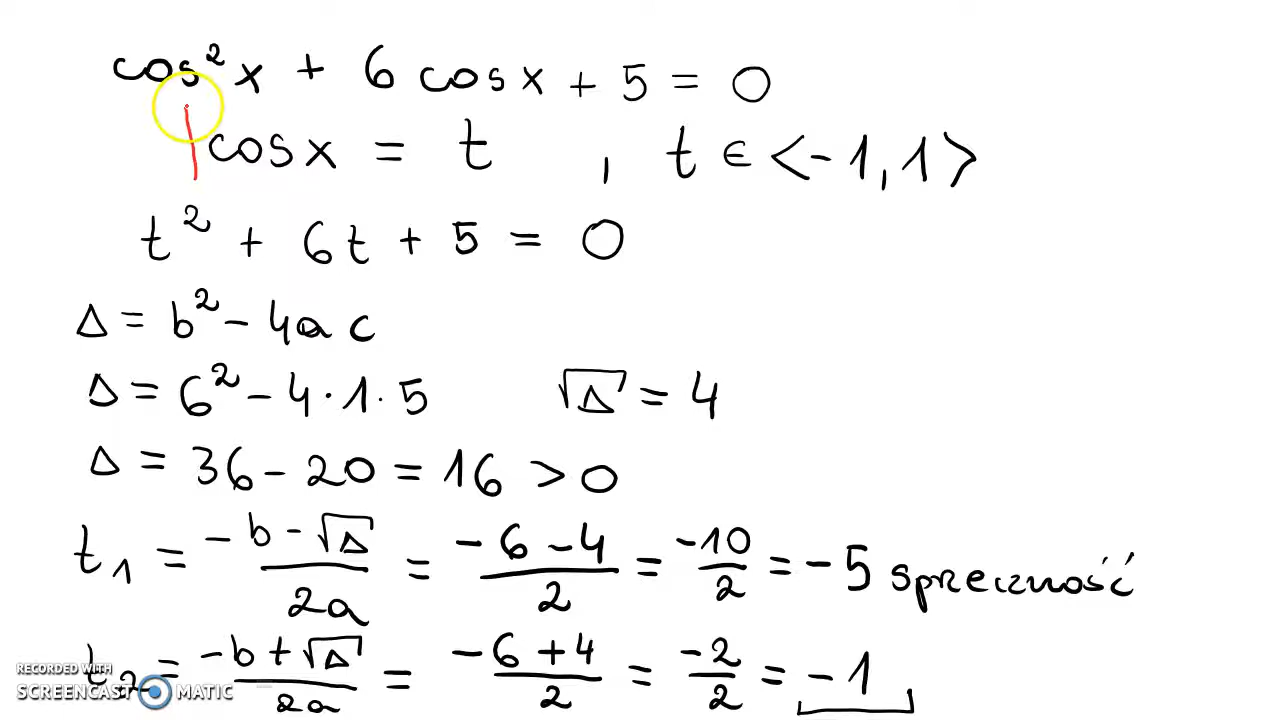 cos²x + 6 cosx + 5 = 0
cosx = t , t ∈ <-1,1>
t² + 6t + 5 = 0
Δ = b² - 4ac
Δ = 6² - 4·1·5 √Δ = 4
Δ = 36 - 20 = 16 > 0
t₁ = (-b - √Δ)/(2a) = (-6 - 4)/2 = -10/2 = -5 sprzeczność
t₂ = (-b + √Δ)/(2a) = (-6 + 4)/2 = -2/2 = -1
RECORDED WITH
SCREENCAST MATIC